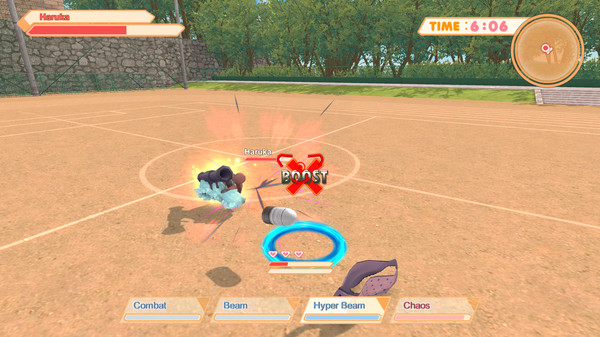 Haruka
TIME : 6:06
Haruka
BOOST
Combat
Beam
Hyper Beam
Chaos